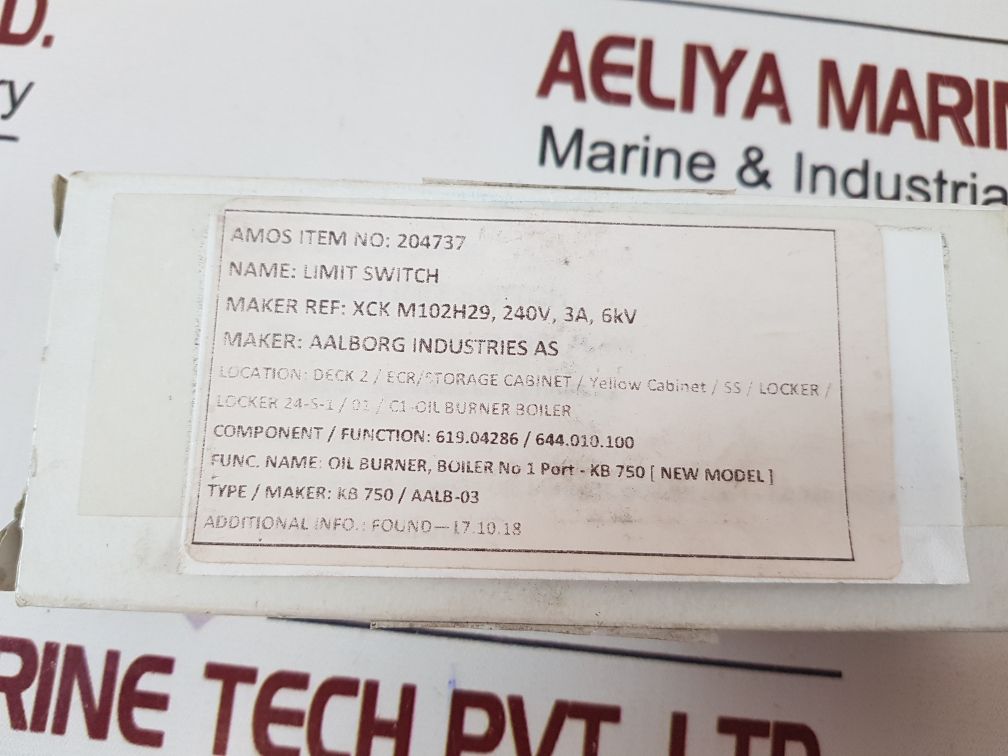 D.
ry
AELIYA MARIN
Marine & Industria
AMOS ITEM NO: 204737
NAME: LIMIT SWITCH
MAKER REF: XCK M102H29, 240V, 3A, 6kV
MAKER: AALBORG INDUSTRIES AS
LOCATION: DECK 2 / ECR/STORAGE CABINET / Yellow Cabinet / SS / LOCKER /
LOCKER 24-S-1 / 01 / C1-OIL BURNER BOILER
COMPONENT / FUNCTION: 619.04286 / 644.010.100
FUNC. NAME: OIL BURNER, BOILER No 1 Port - KB 750 [ NEW MODEL ]
TYPE / MAKER: KB 750 / AALB-03
ADDITIONAL INFO.: FOUND—17.10.18
RINE TECH PVT. LTD.